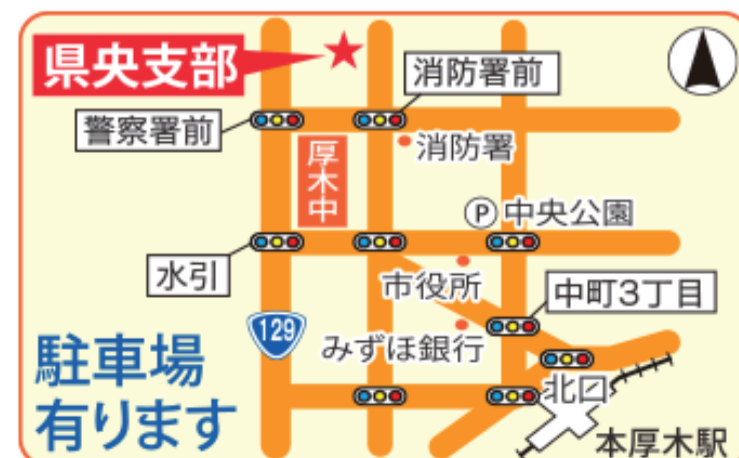 県央支部
消防署前
警察署前
消防署
厚木中
P 中央公園
水引
市役所
中町3丁目
129
みずほ銀行
駐車場
有ります
北口
本厚木駅